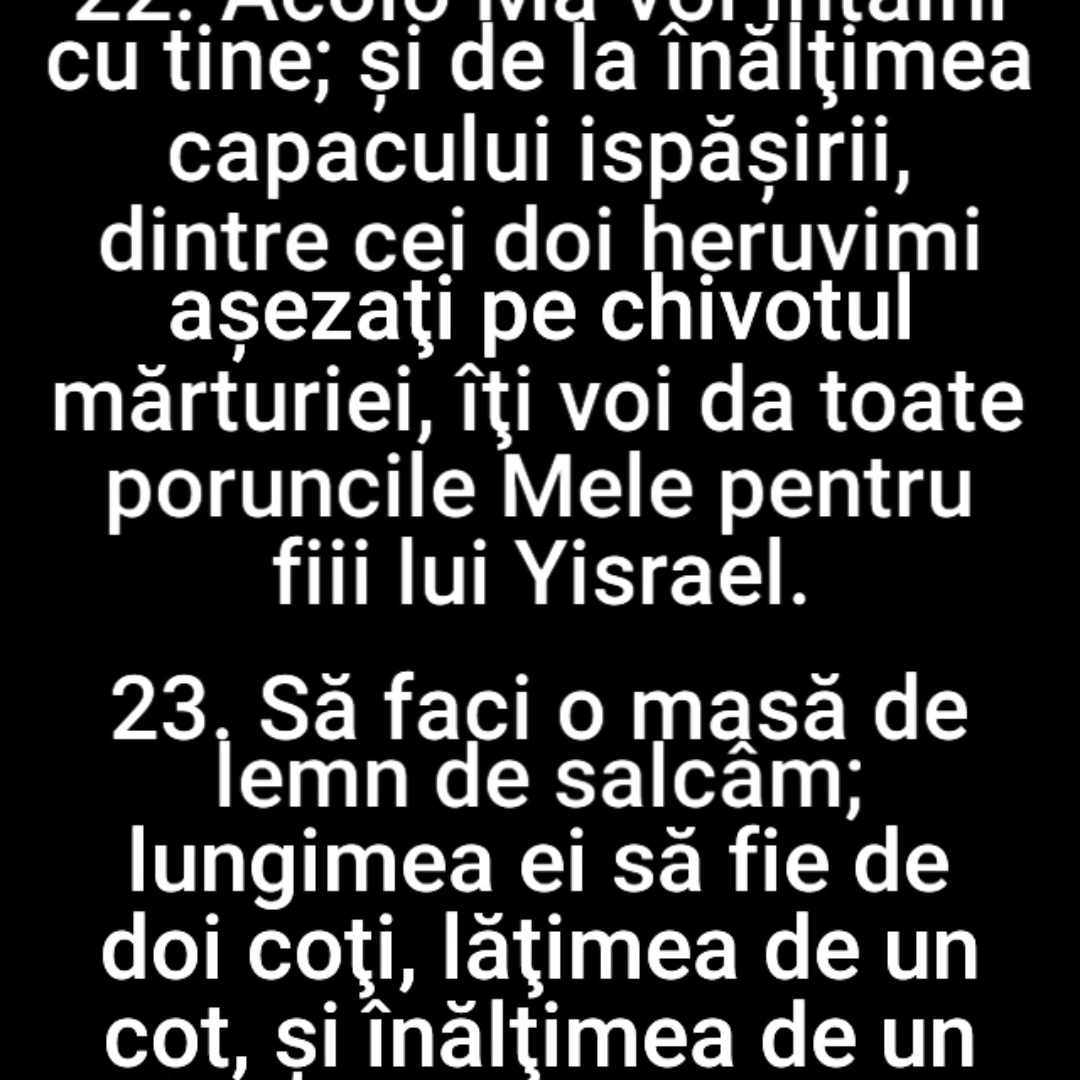 22. Acolo Mă voi întâlni
cu tine; și de la înălţimea
capacului ispășirii,
dintre cei doi heruvimi
așezaţi pe chivotul
mărturiei, îţi voi da toate
poruncile Mele pentru
fiii lui Yisrael.
23. Să faci o masă de
lemn de salcâm;
lungimea ei să fie de
doi coţi, lăţimea de un
cot, și înălţimea de un